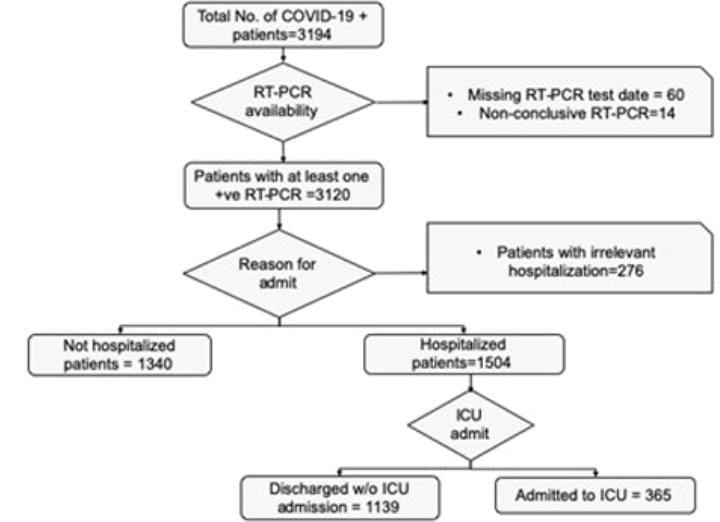 Total No. of COVID-19 +
patients=3194
RT-PCR
availability
• Missing RT-PCR test date = 60
• Non-conclusive RT-PCR=14
Patients with at least one
+ve RT-PCR =3120
Reason for
admit
• Patients with irrelevant
hospitalization=276
Not hospitalized
patients = 1340
Hospitalized
patients=1504
ICU
admit
Discharged w/o ICU
admission = 1139
Admitted to ICU = 365